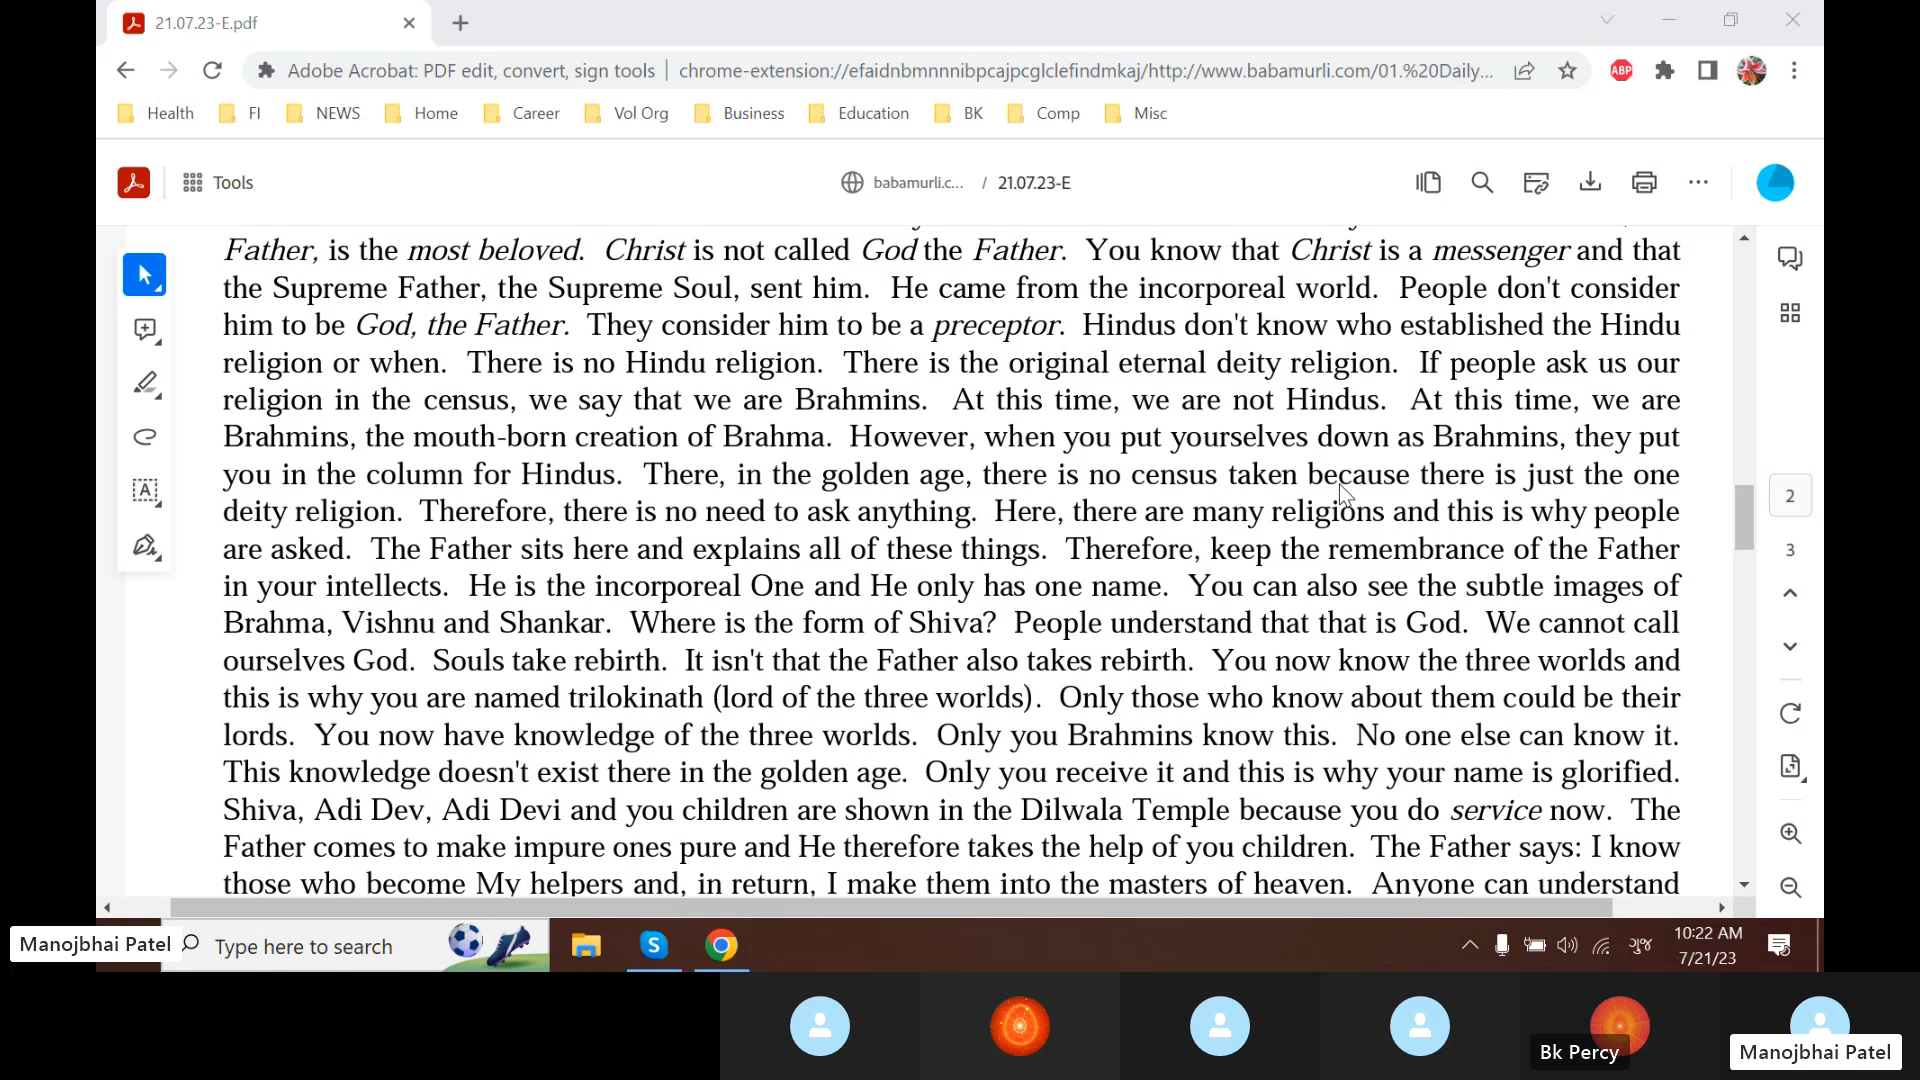 21.07.23-E.pdf
Adobe Acrobat: PDF edit, convert, sign tools | chrome-extension://efaidnbmnnnibpcajpcglclefindmkaj/http://www.babamurli.com/01.%20Daily...
ABP
Health FI NEWS Home Career Vol Org Business Education BK Comp Misc
Tools
babamurli.c... / 21.07.23-E
Father, is the most beloved. Christ is not called God the Father. You know that Christ is a messenger and that
the Supreme Father, the Supreme Soul, sent him. He came from the incorporeal world. People don't consider
him to be God, the Father. They consider him to be a preceptor. Hindus don't know who established the Hindu
religion or when. There is no Hindu religion. There is the original eternal deity religion. If people ask us our
religion in the census, we say that we are Brahmins. At this time, we are not Hindus. At this time, we are
Brahmins, the mouth-born creation of Brahma. However, when you put yourselves down as Brahmins, they put
you in the column for Hindus. There, in the golden age, there is no census taken because there is just the one
deity religion. Therefore, there is no need to ask anything. Here, there are many religions and this is why people
are asked. The Father sits here and explains all of these things. Therefore, keep the remembrance of the Father
in your intellects. He is the incorporeal One and He only has one name. You can also see the subtle images of
Brahma, Vishnu and Shankar. Where is the form of Shiva? People understand that that is God. We cannot call
ourselves God. Souls take rebirth. It isn't that the Father also takes rebirth. You now know the three worlds and
this is why you are named trilokinath (lord of the three worlds). Only those who know about them could be their
lords. You now have knowledge of the three worlds. Only you Brahmins know this. No one else can know it.
This knowledge doesn't exist there in the golden age. Only you receive it and this is why your name is glorified.
Shiva, Adi Dev, Adi Devi and you children are shown in the Dilwala Temple because you do service now. The
Father comes to make impure ones pure and He therefore takes the help of you children. The Father says: I know
those who become My helpers and, in return, I make them into the masters of heaven. Anyone can understand
2
3
Manojbhai Patel
Type here to search
ગુજ
10:22 AM
7/21/23
Bk Percy
Manojbhai Patel